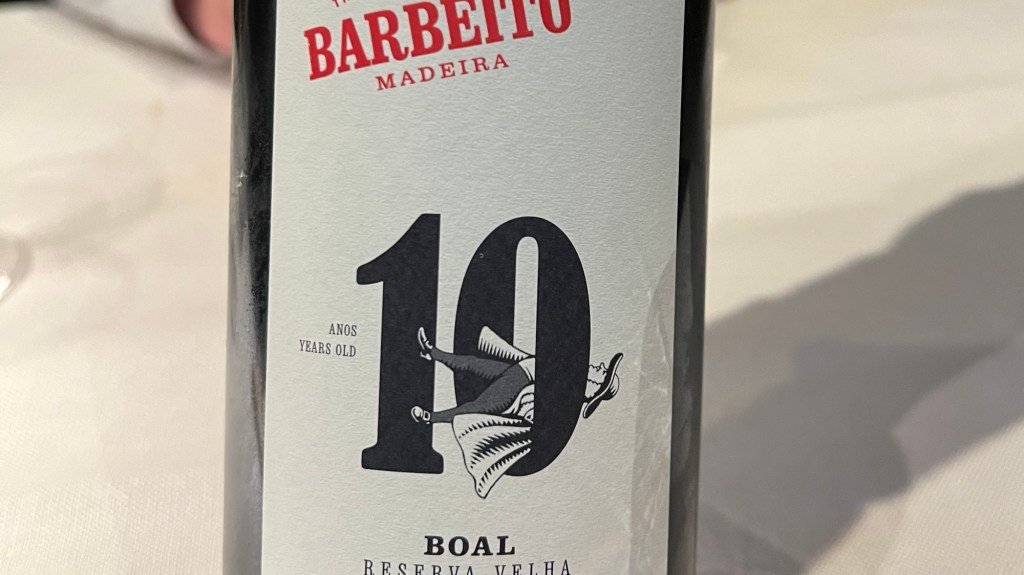 BARBEITO
MADEIRA
10
ANOS
YEARS OLD
BOAL
RESERVA VELHA